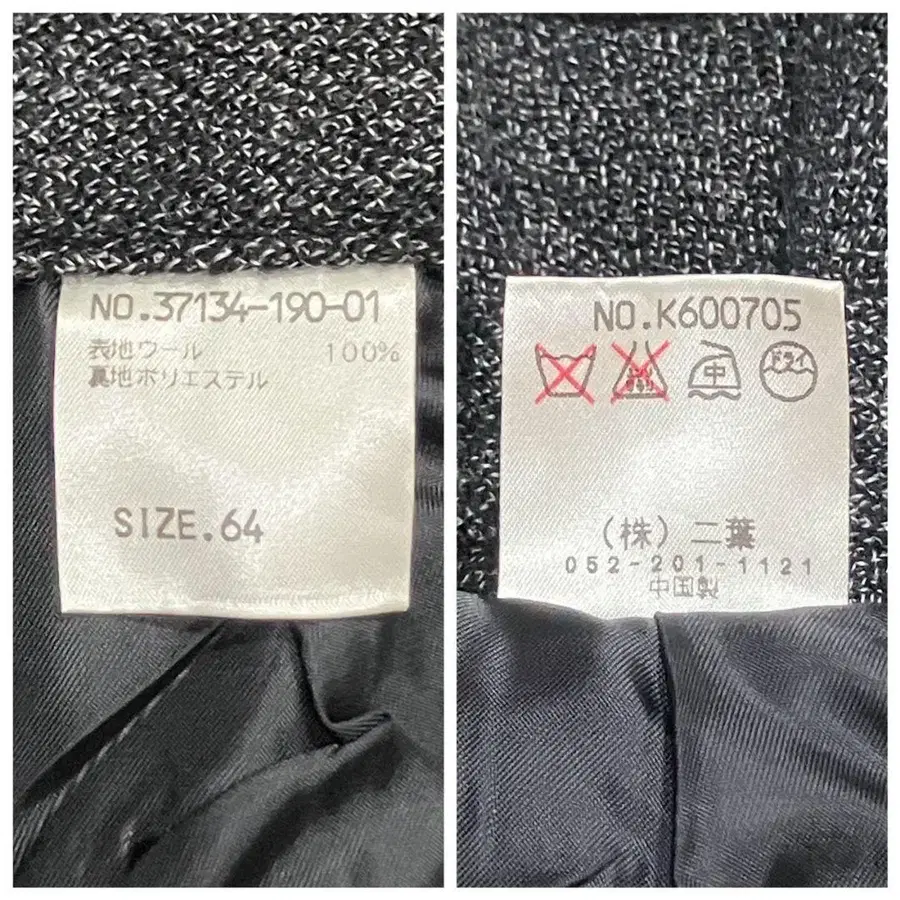 NO.37134-190-01
表地ウール 100%
裏地ポリエステル
SIZE.64
NO.K600705
中 ドライ
(株)二葉
052-201-1121
中国製